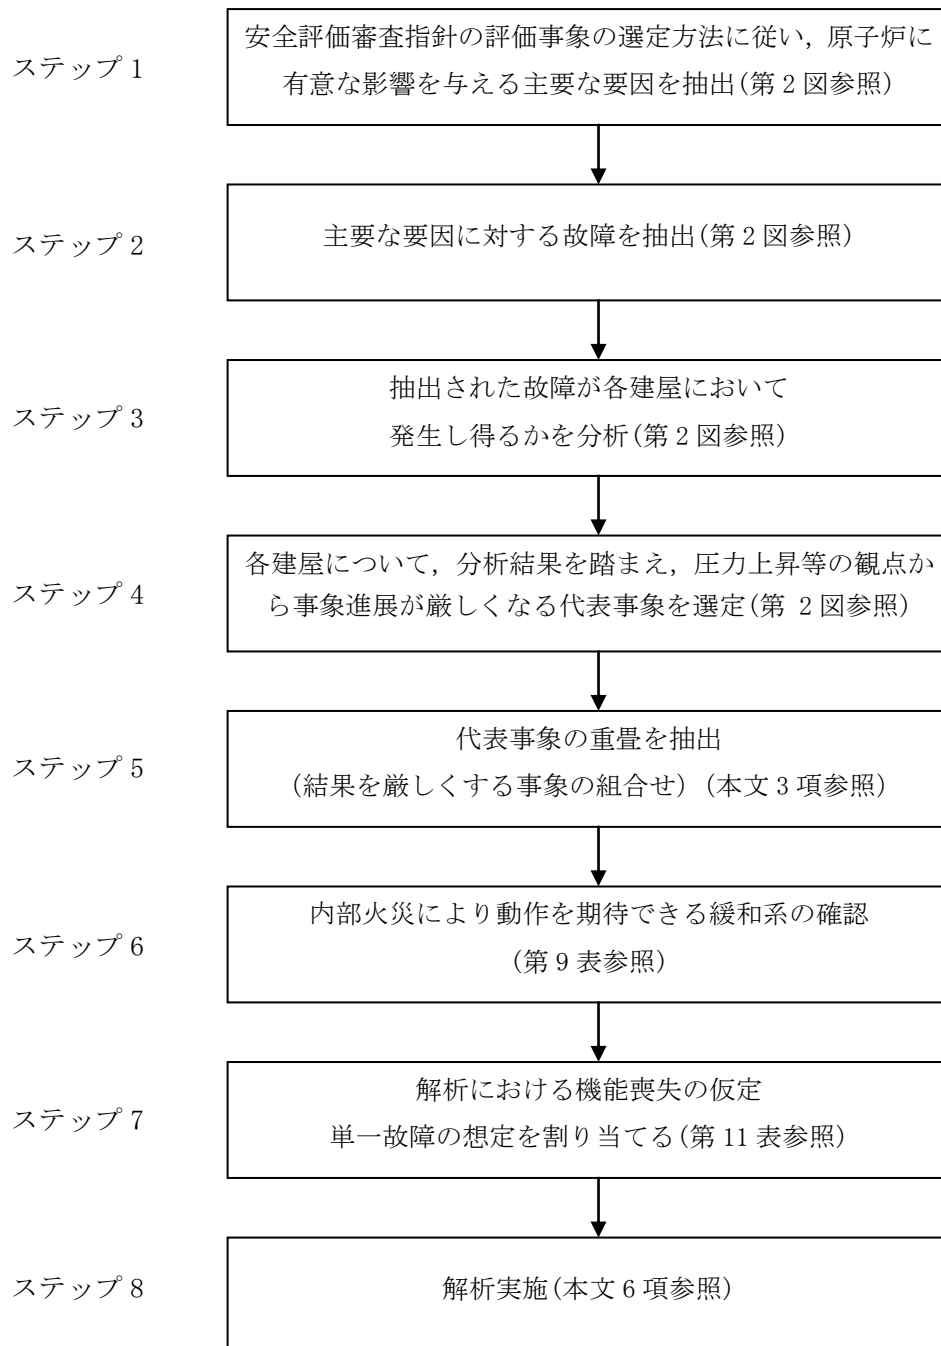 ステップ 1
安全評価審査指針の評価事象の選定方法に従い，原子炉に
有意な影響を与える主要な要因を抽出(第 2 図参照)
ステップ 2
主要な要因に対する故障を抽出(第 2 図参照)
ステップ 3
抽出された故障が各建屋において
発生し得るかを分析(第 2 図参照)
ステップ 4
各建屋について，分析結果を踏まえ，圧力上昇等の観点か
ら事象進展が厳しくなる代表事象を選定(第 2 図参照)
ステップ 5
代表事象の重畳を抽出
(結果を厳しくする事象の組合せ) (本文 3 項参照)
ステップ 6
内部火災により動作を期待できる緩和系の確認
(第 9 表参照)
ステップ 7
解析における機能喪失の仮定
単一故障の想定を割り当てる(第 11 表参照)
ステップ 8
解析実施(本文 6 項参照)